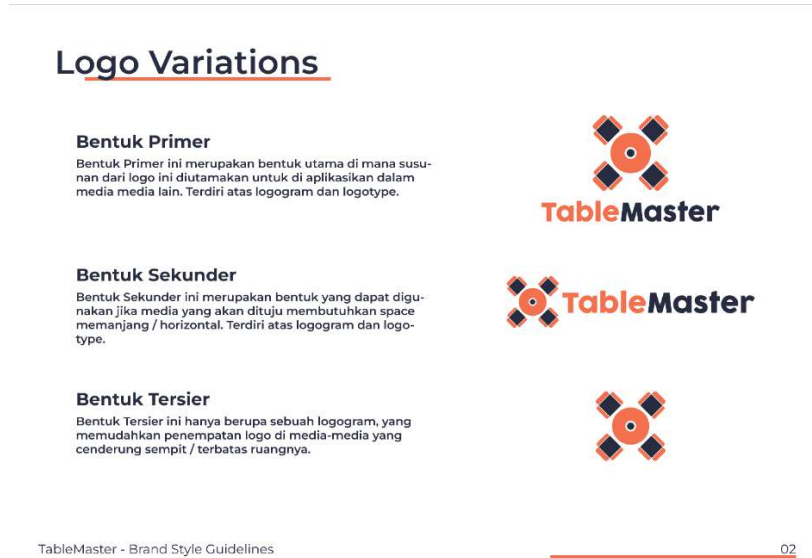 Logo Variations
Bentuk Primer
Bentuk Primer ini merupakan bentuk utama di mana susu-
nan dari logo ini diutamakan untuk di aplikasikan dalam
media media lain. Terdiri atas logogram dan logotype.
TableMaster
Bentuk Sekunder
Bentuk Sekunder ini merupakan bentuk yang dapat digu-
nakan jika media yang akan dituju membutuhkan space
memanjang / horizontal. Terdiri atas logogram dan logo-
type.
TableMaster
Bentuk Tersier
Bentuk Tersier ini hanya berupa sebuah logogram, yang
memudahkan penempatan logo di media-media yang
cenderung sempit / terbatas ruangnya.
TableMaster - Brand Style Guidelines
02